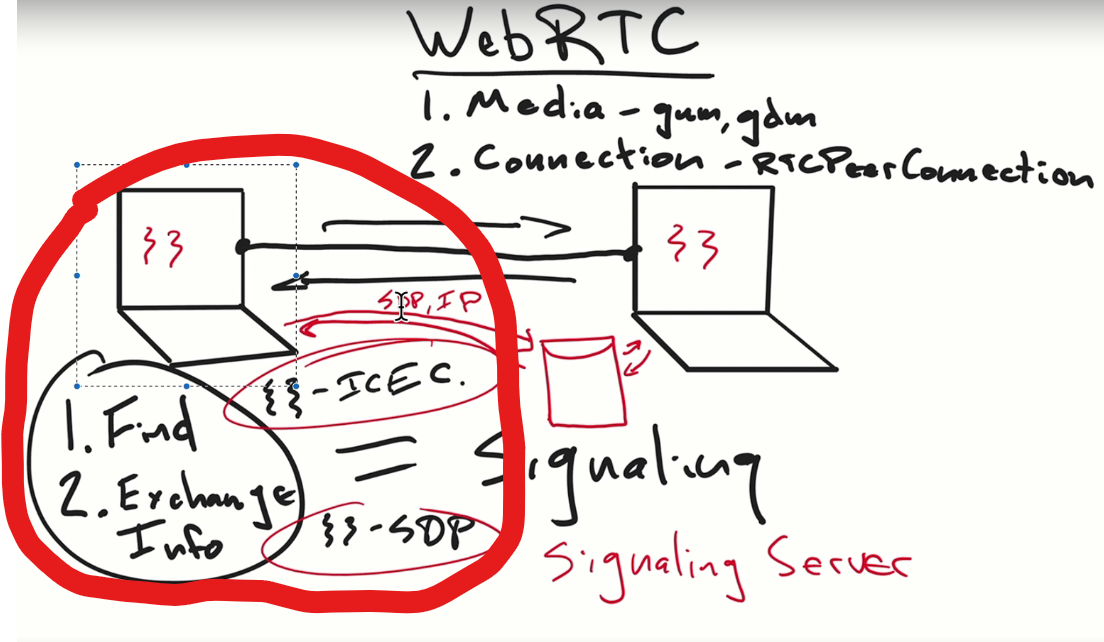 WebRTC
1. Media - gum, gdm
2. Connection - RTCPeerConnection
{} {}
SDP, IP
{} - ICEC.
1. Find
2. Exchange
Info
= Signaling
{} - SDP
Signaling Server